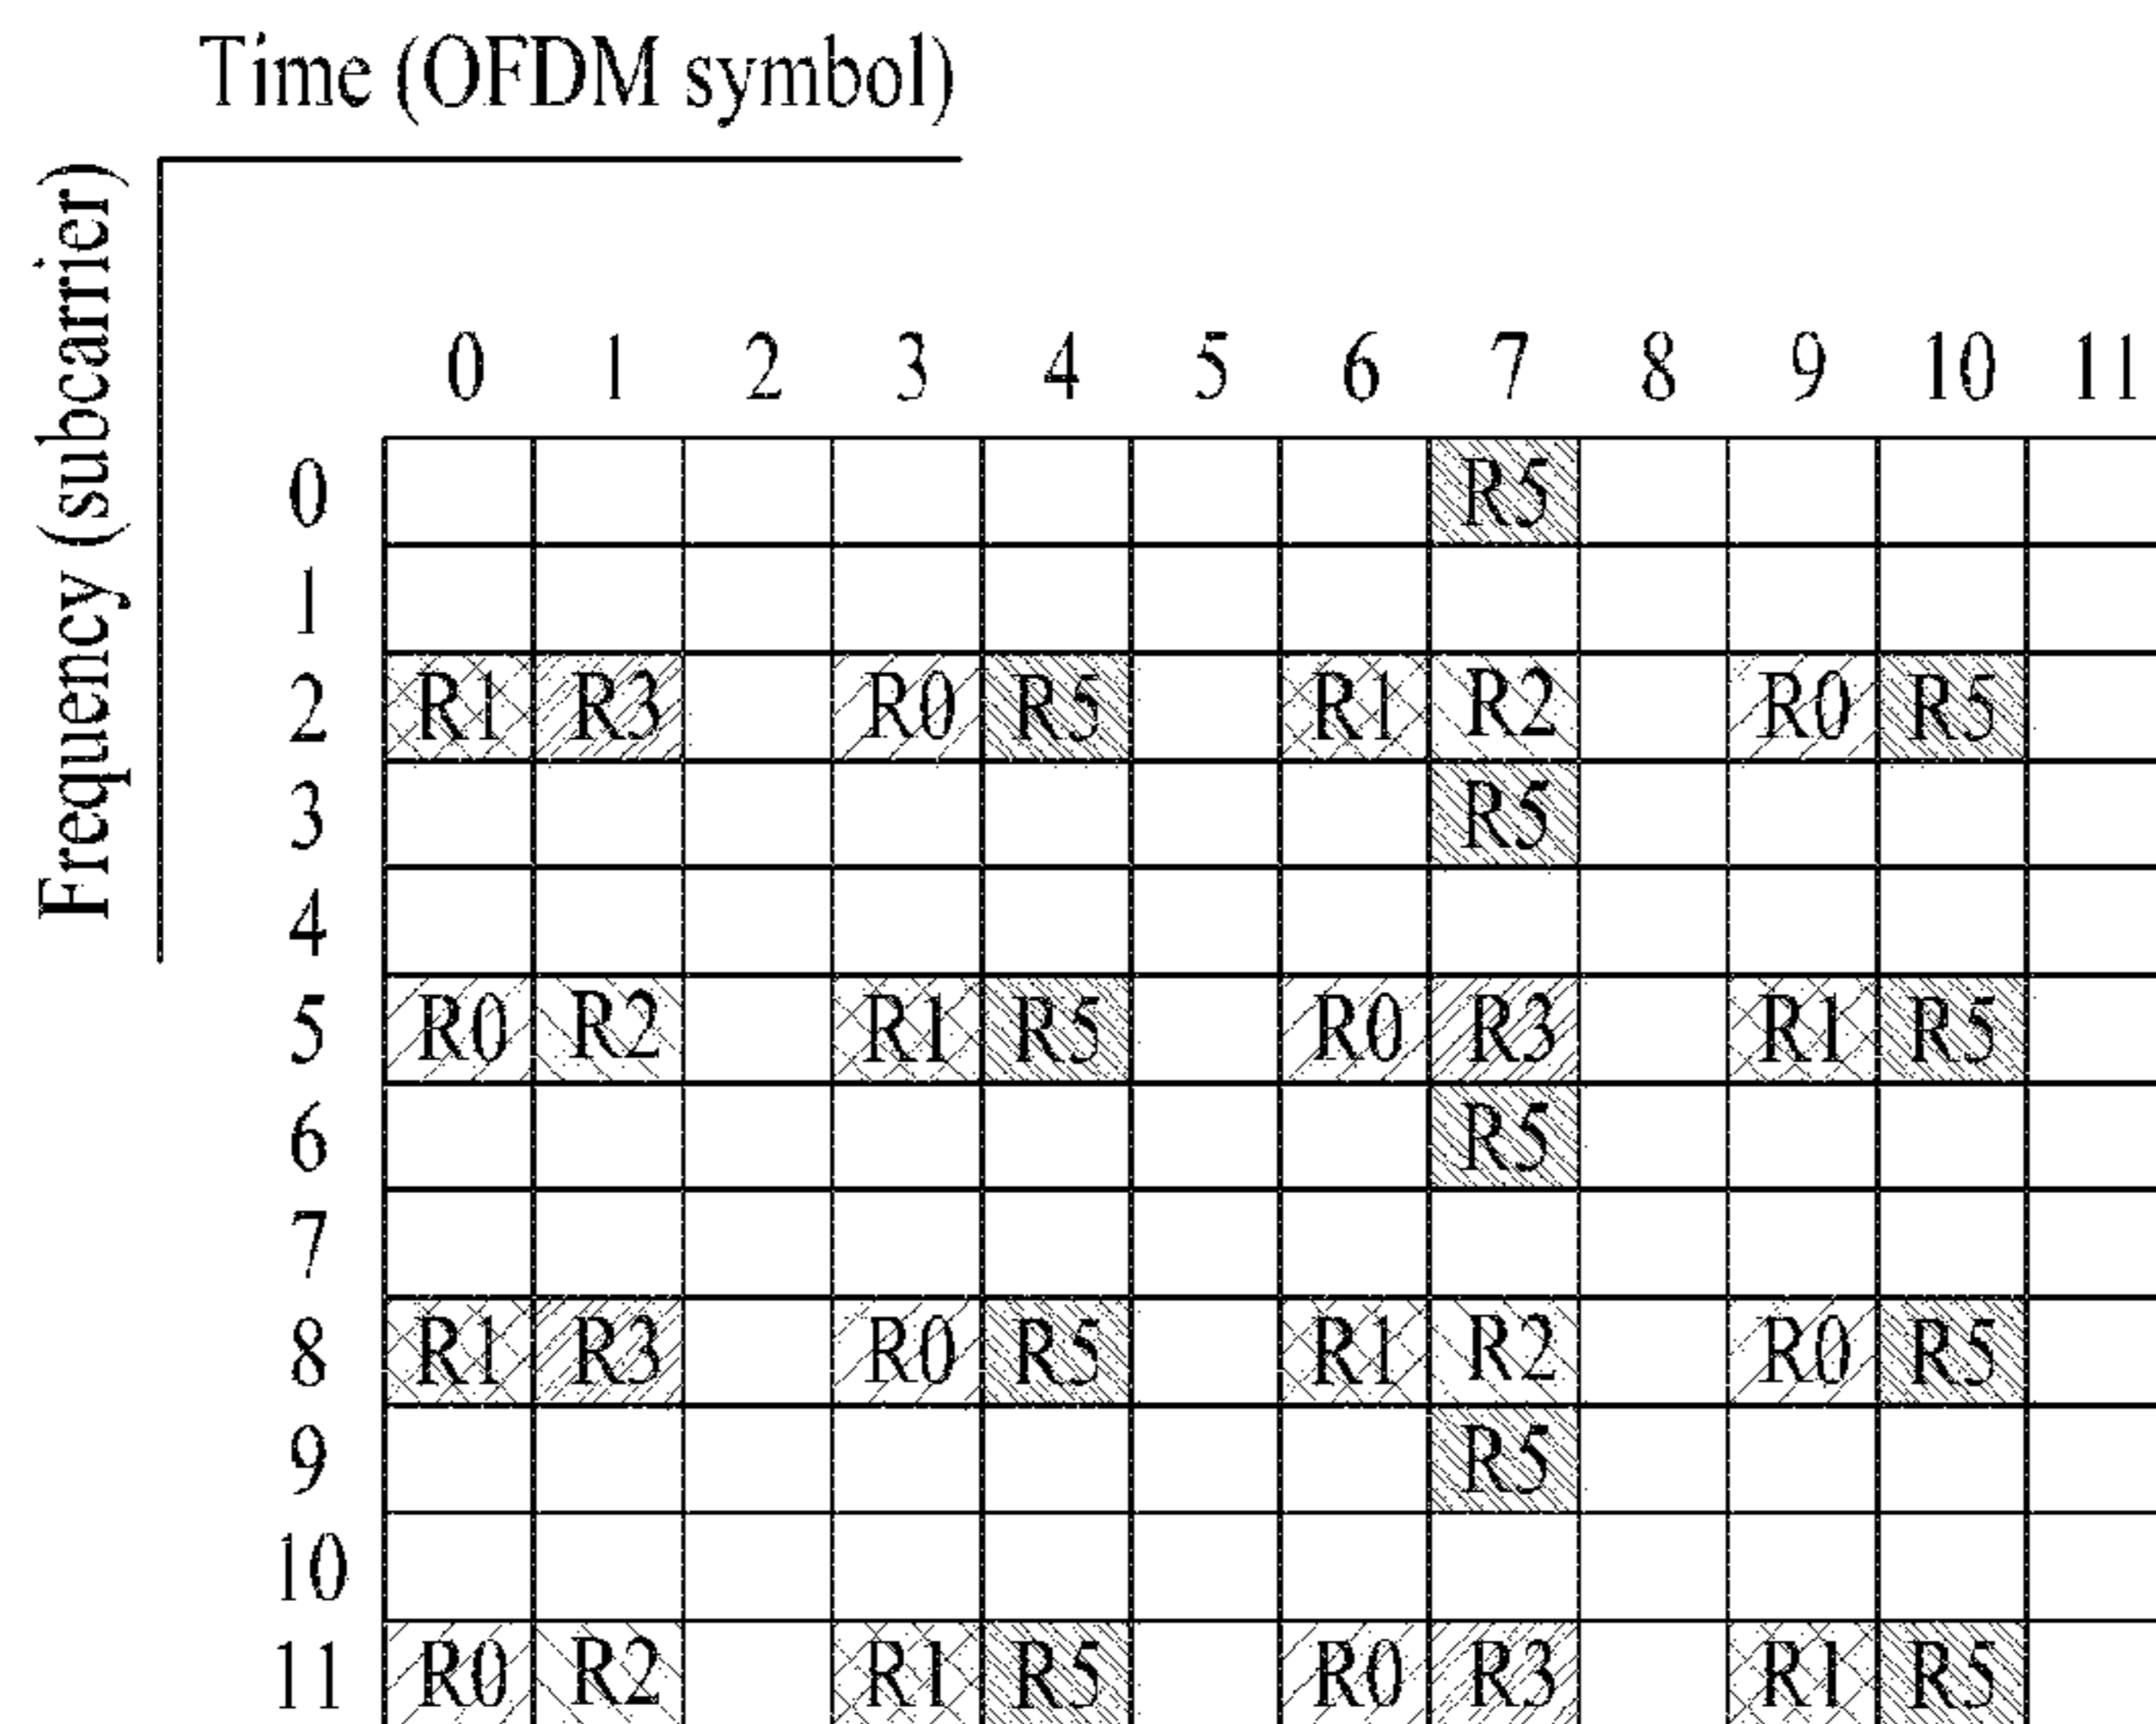 Time (OFDM symbol)
Frequency (subcarrier)
0 1 2 3 4 5 6 7 8 9 10 11
0 R5
1
2 R1 R3 R0 R5 R1 R2 R0 R5
3 R5
4
5 R0 R2 R1 R5 R0 R3 R1 R5
6 R5
7
8 R1 R3 R0 R5 R1 R2 R0 R5
9 R5
10
11 R0 R2 R1 R5 R0 R3 R1 R5